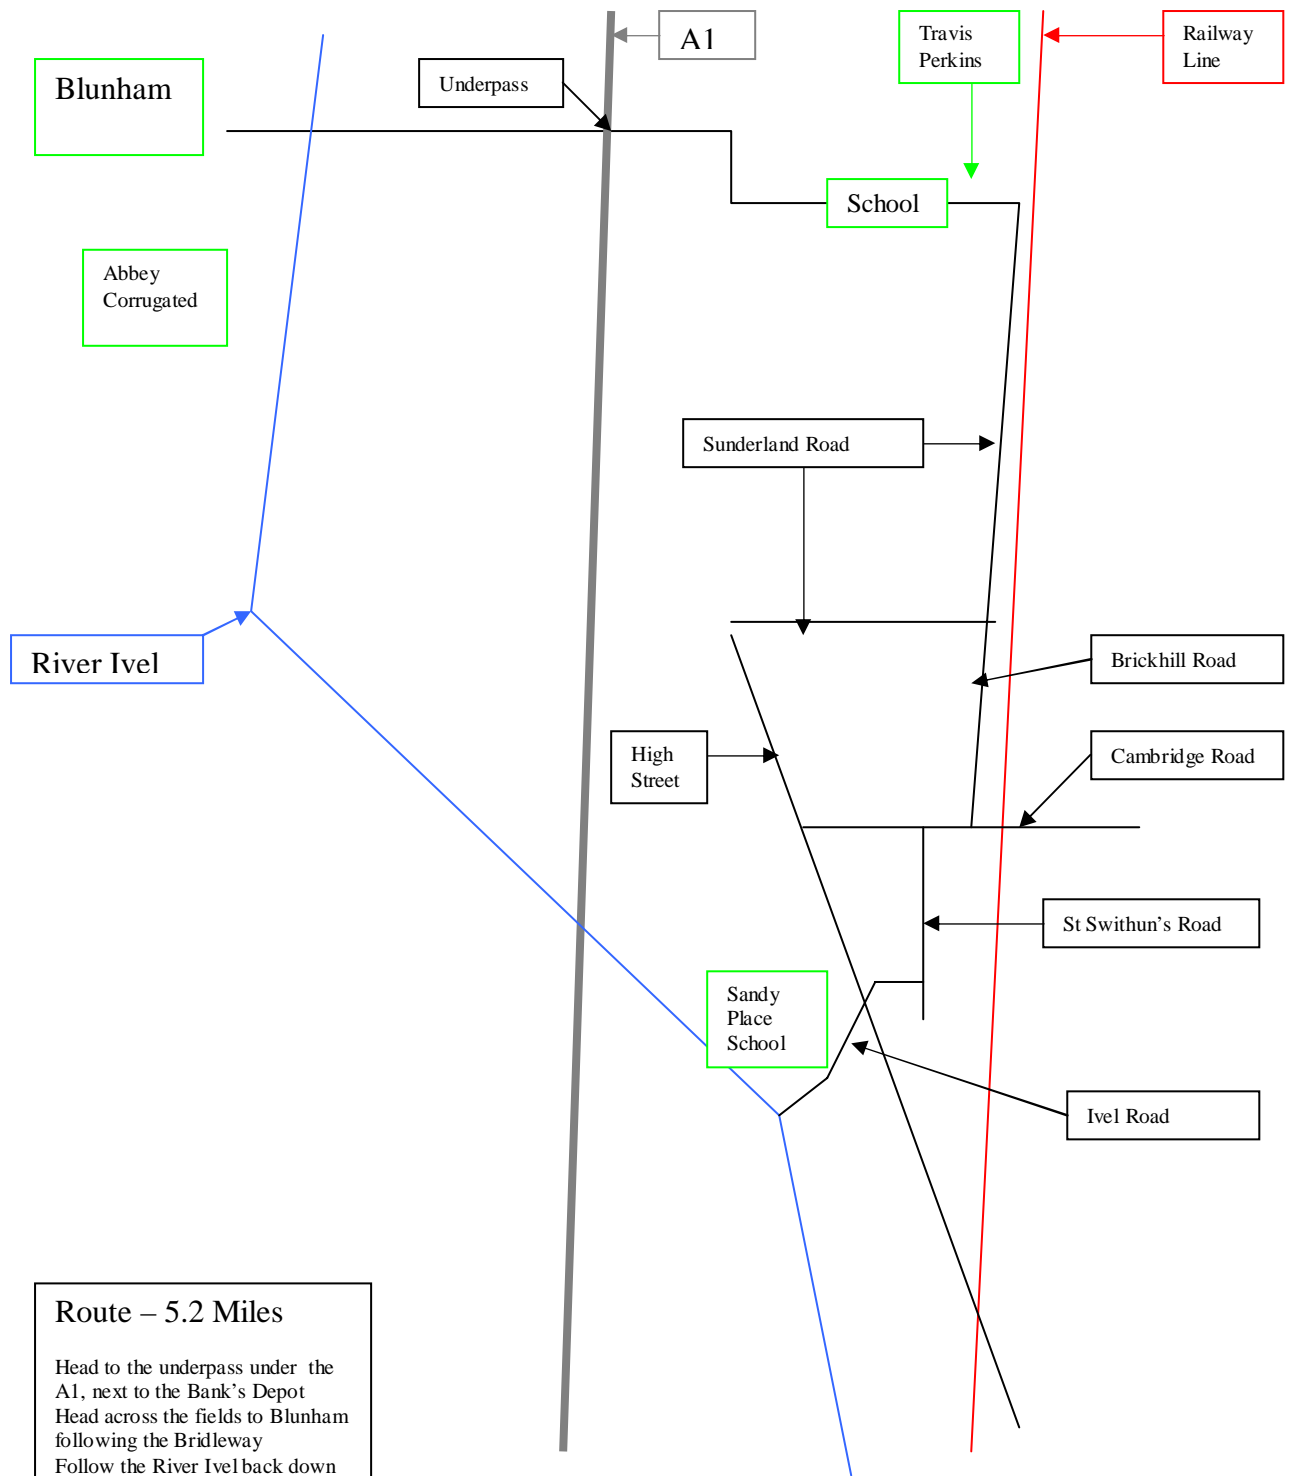 A1
Travis
Perkins
Railway
Line
Blunham
Underpass
School
Abbey
Corrugated
Sunderland Road
River Ivel
Brickhill Road
High
Street
Cambridge Road
St Swithun's Road
Sandy
Place
School
Ivel Road
Route – 5.2 Miles
Head to the underpass under the
A1, next to the Bank's Depot
Head across the fields to Blunham
following the Bridleway
Follow the River Ivel back down